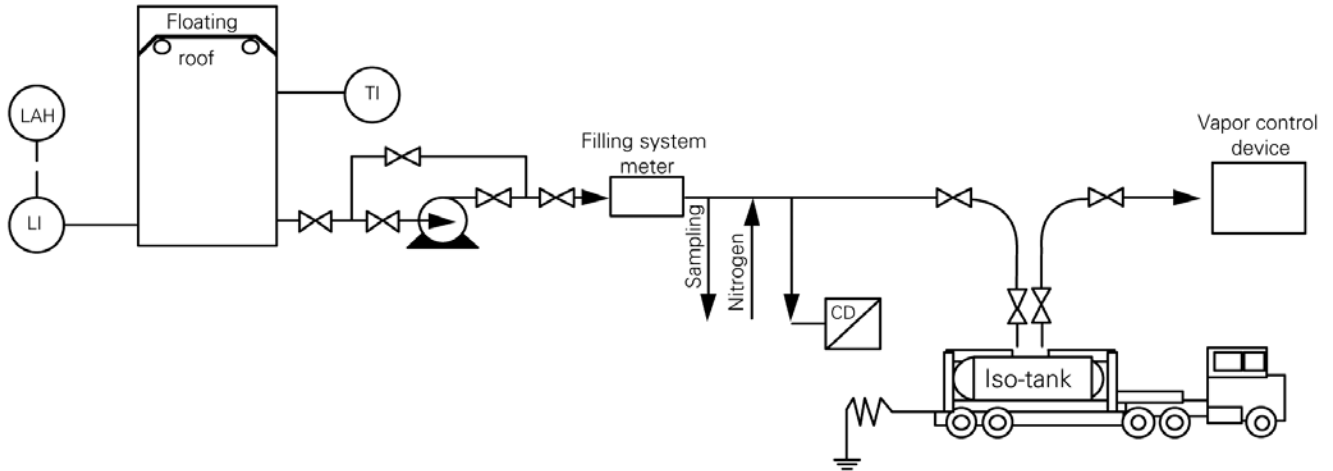 Floating
roof
LAH
TI
LI
Filling system
meter
Sampling
Nitrogen
CD
Vapor control
device
Iso-tank